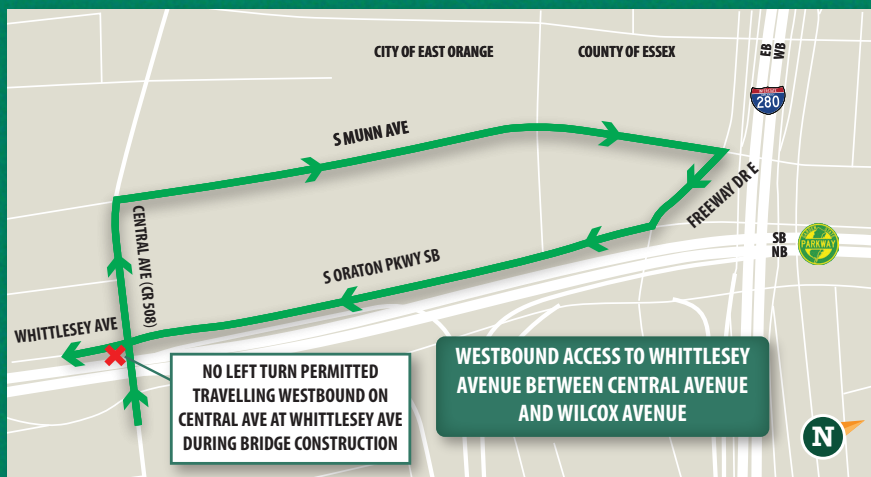 CITY OF EAST ORANGE
COUNTY OF ESSEX
EB
WB
280
S MUNN AVE
FREEWAY DR E
CENTRAL AVE (CR 508)
SB
NB
PARKWAY
S ORATON PKWY SB
WHITTLESEY AVE
NO LEFT TURN PERMITTED
TRAVELLING WESTBOUND ON
CENTRAL AVE AT WHITTLESEY AVE
DURING BRIDGE CONSTRUCTION
WESTBOUND ACCESS TO WHITTLESEY
AVENUE BETWEEN CENTRAL AVENUE
AND WILCOX AVENUE
N